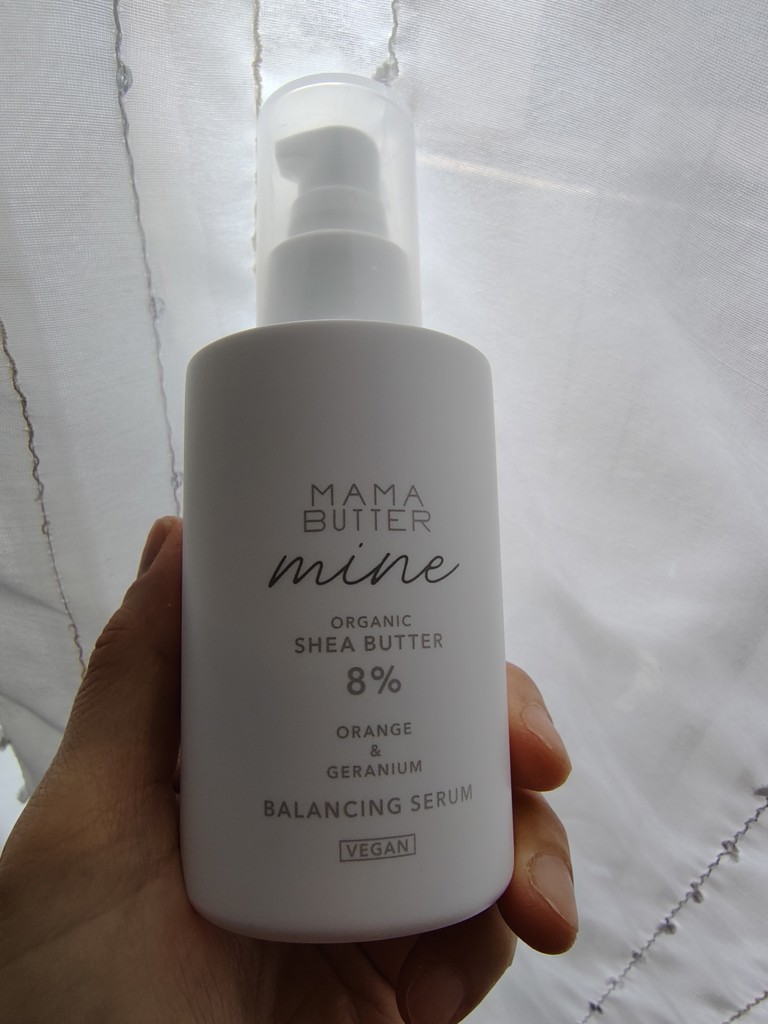 MAMA
BUTTER
mine
ORGANIC
SHEA BUTTER
8%
ORANGE
&
GERANIUM
BALANCING SERUM
VEGAN